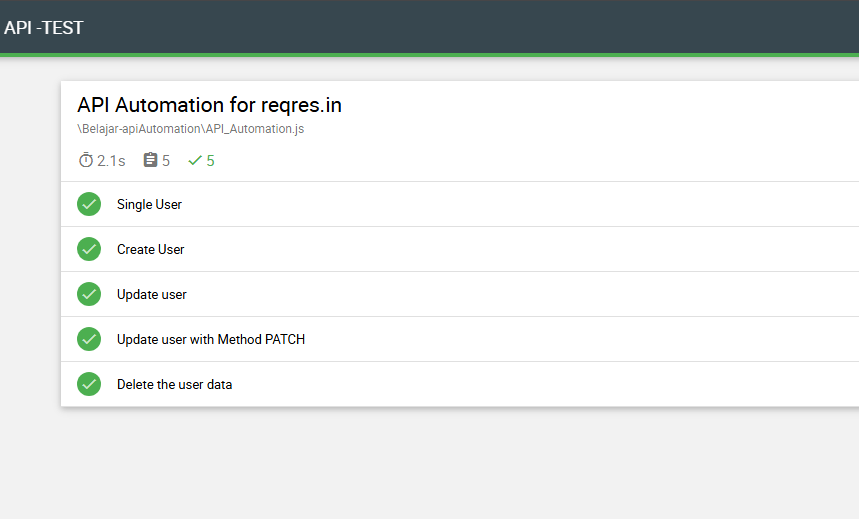 API -TEST
API Automation for reqres.in
\Belajar-apiAutomation\API_Automation.js
2.1s 5 5
Single User
Create User
Update user
Update user with Method PATCH
Delete the user data